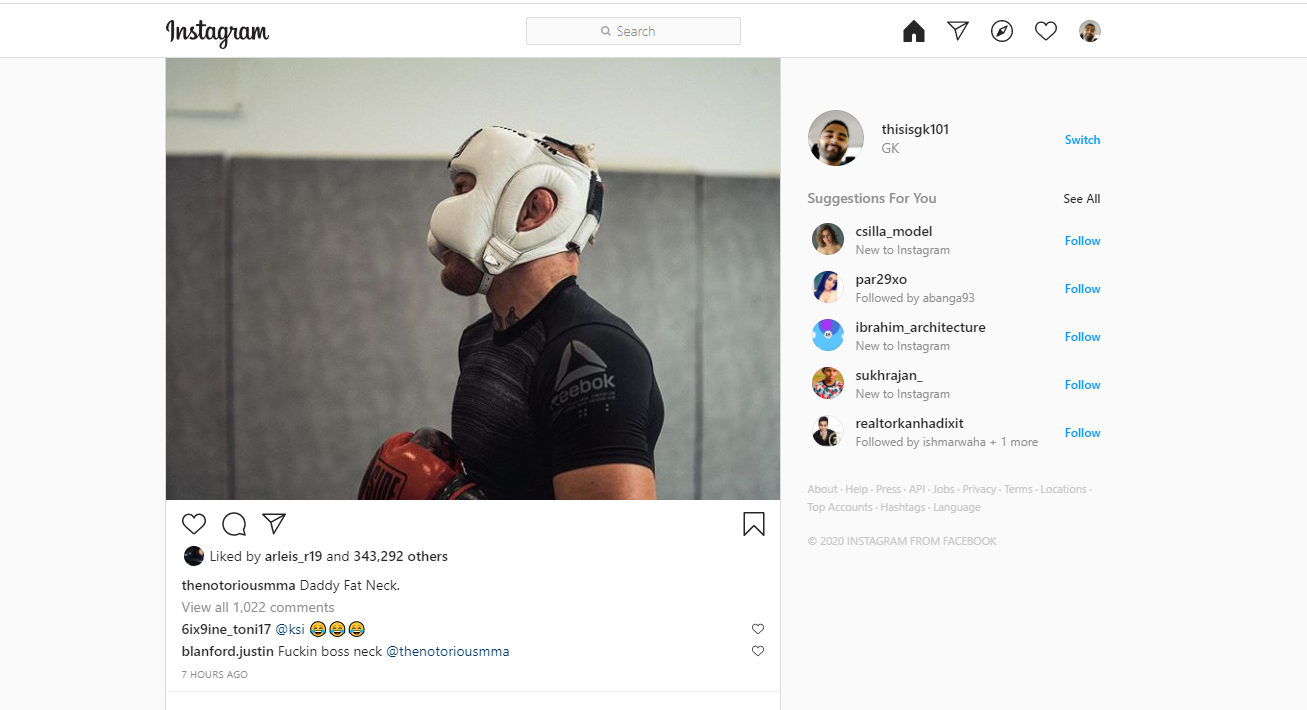 Instagram
Search
Reebok
thisisgk101
GK
Switch
Suggestions For You
See All
csilla_model
New to Instagram
Follow
par29xo
Followed by abanga93
Follow
ibrahim_architecture
New to Instagram
Follow
sukhrajan_
New to Instagram
Follow
realtorkanhadixit
Followed by ishmarwaha + 1 more
Follow
About · Help · Press · API · Jobs · Privacy · Terms · Locations ·
Top Accounts · Hashtags · Language
© 2020 INSTAGRAM FROM FACEBOOK
Liked by arleis_r19 and 343,292 others
thenotoriousmma Daddy Fat Neck.
View all 1,022 comments
6ix9ine_toni17 @ksi 😂😂😂
blanford.justin Fuckin boss neck @thenotoriousmma
7 HOURS AGO